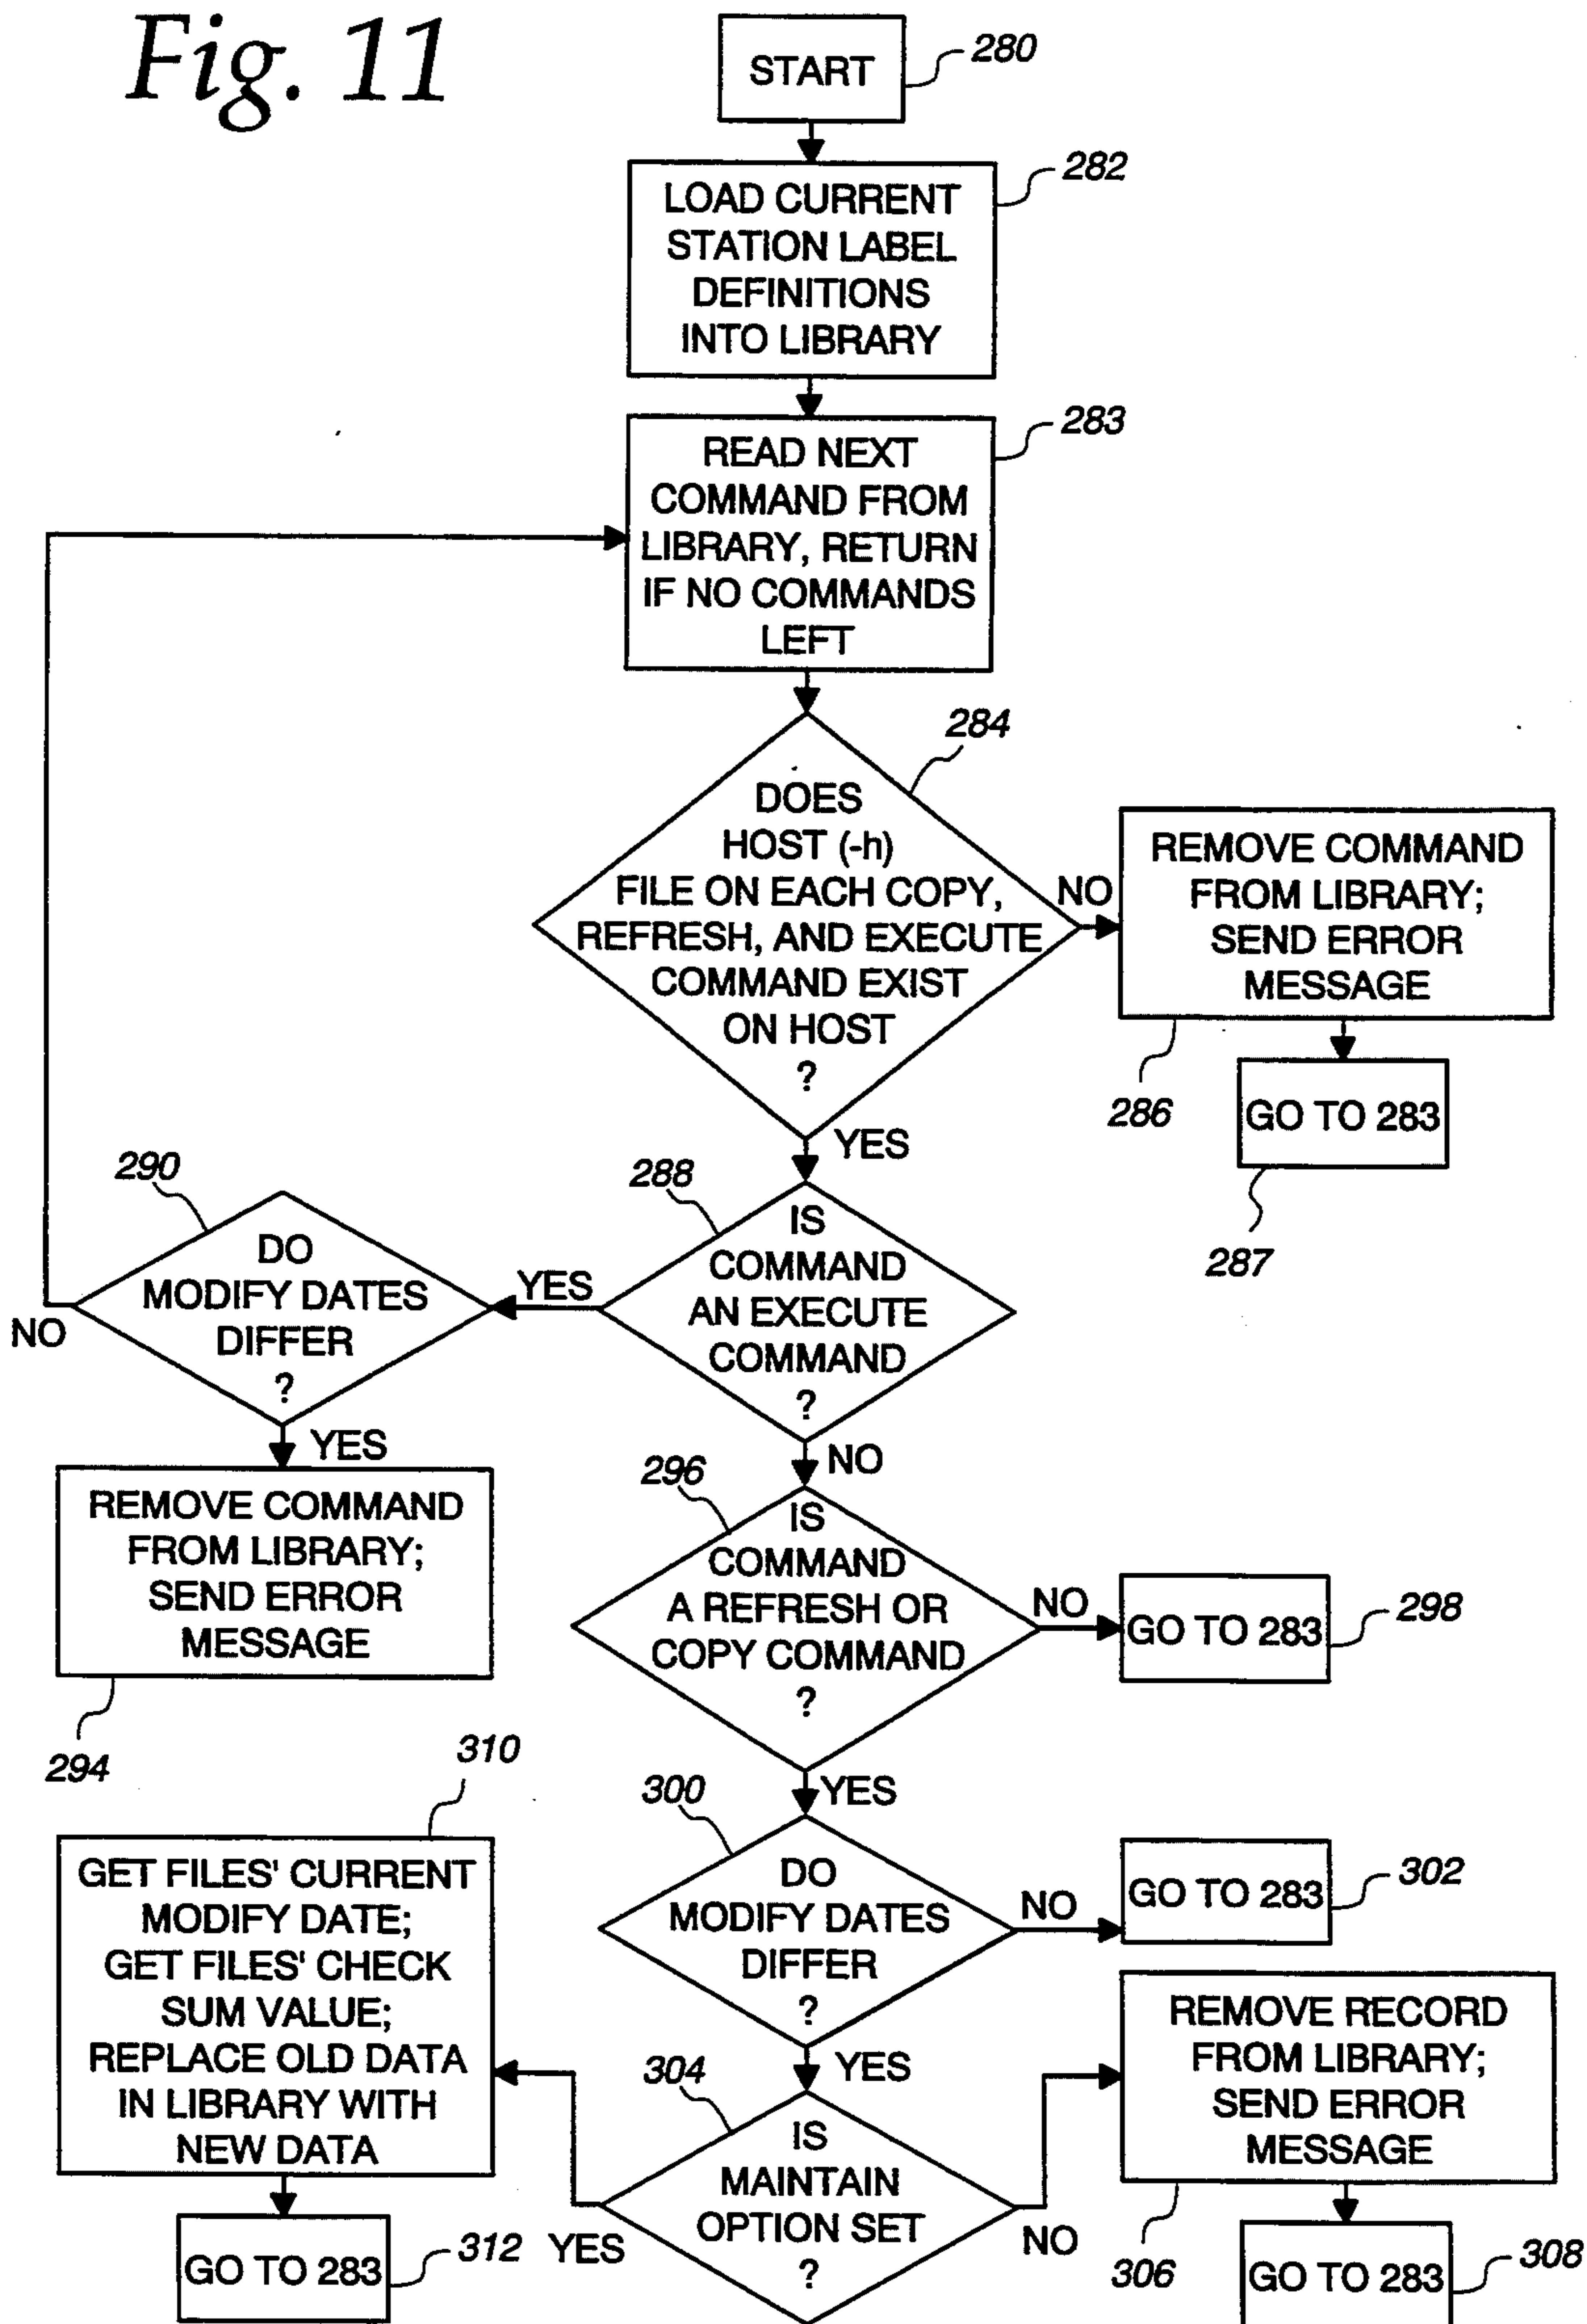 Fig. 11
START
280
LOAD CURRENT
STATION LABEL
DEFINITIONS
INTO LIBRARY
282
READ NEXT
COMMAND FROM
LIBRARY, RETURN
IF NO COMMANDS
LEFT
283
DOES
HOST (-h)
FILE ON EACH COPY,
REFRESH, AND EXECUTE
COMMAND EXIST
ON HOST
?
284
NO
REMOVE COMMAND
FROM LIBRARY;
SEND ERROR
MESSAGE
286
GO TO 283
287
YES
IS
COMMAND
AN EXECUTE
COMMAND
?
288
YES
DO
MODIFY DATES
DIFFER
?
290
NO
YES
REMOVE COMMAND
FROM LIBRARY;
SEND ERROR
MESSAGE
294
NO
IS
COMMAND
A REFRESH OR
COPY COMMAND
?
296
NO
GO TO 283
298
YES
DO
MODIFY DATES
DIFFER
?
300
NO
GO TO 283
302
YES
IS
MAINTAIN
OPTION SET
?
304
NO
REMOVE RECORD
FROM LIBRARY;
SEND ERROR
MESSAGE
306
GO TO 283
308
YES
GET FILES' CURRENT
MODIFY DATE;
GET FILES' CHECK
SUM VALUE;
REPLACE OLD DATA
IN LIBRARY WITH
NEW DATA
310
GO TO 283
312